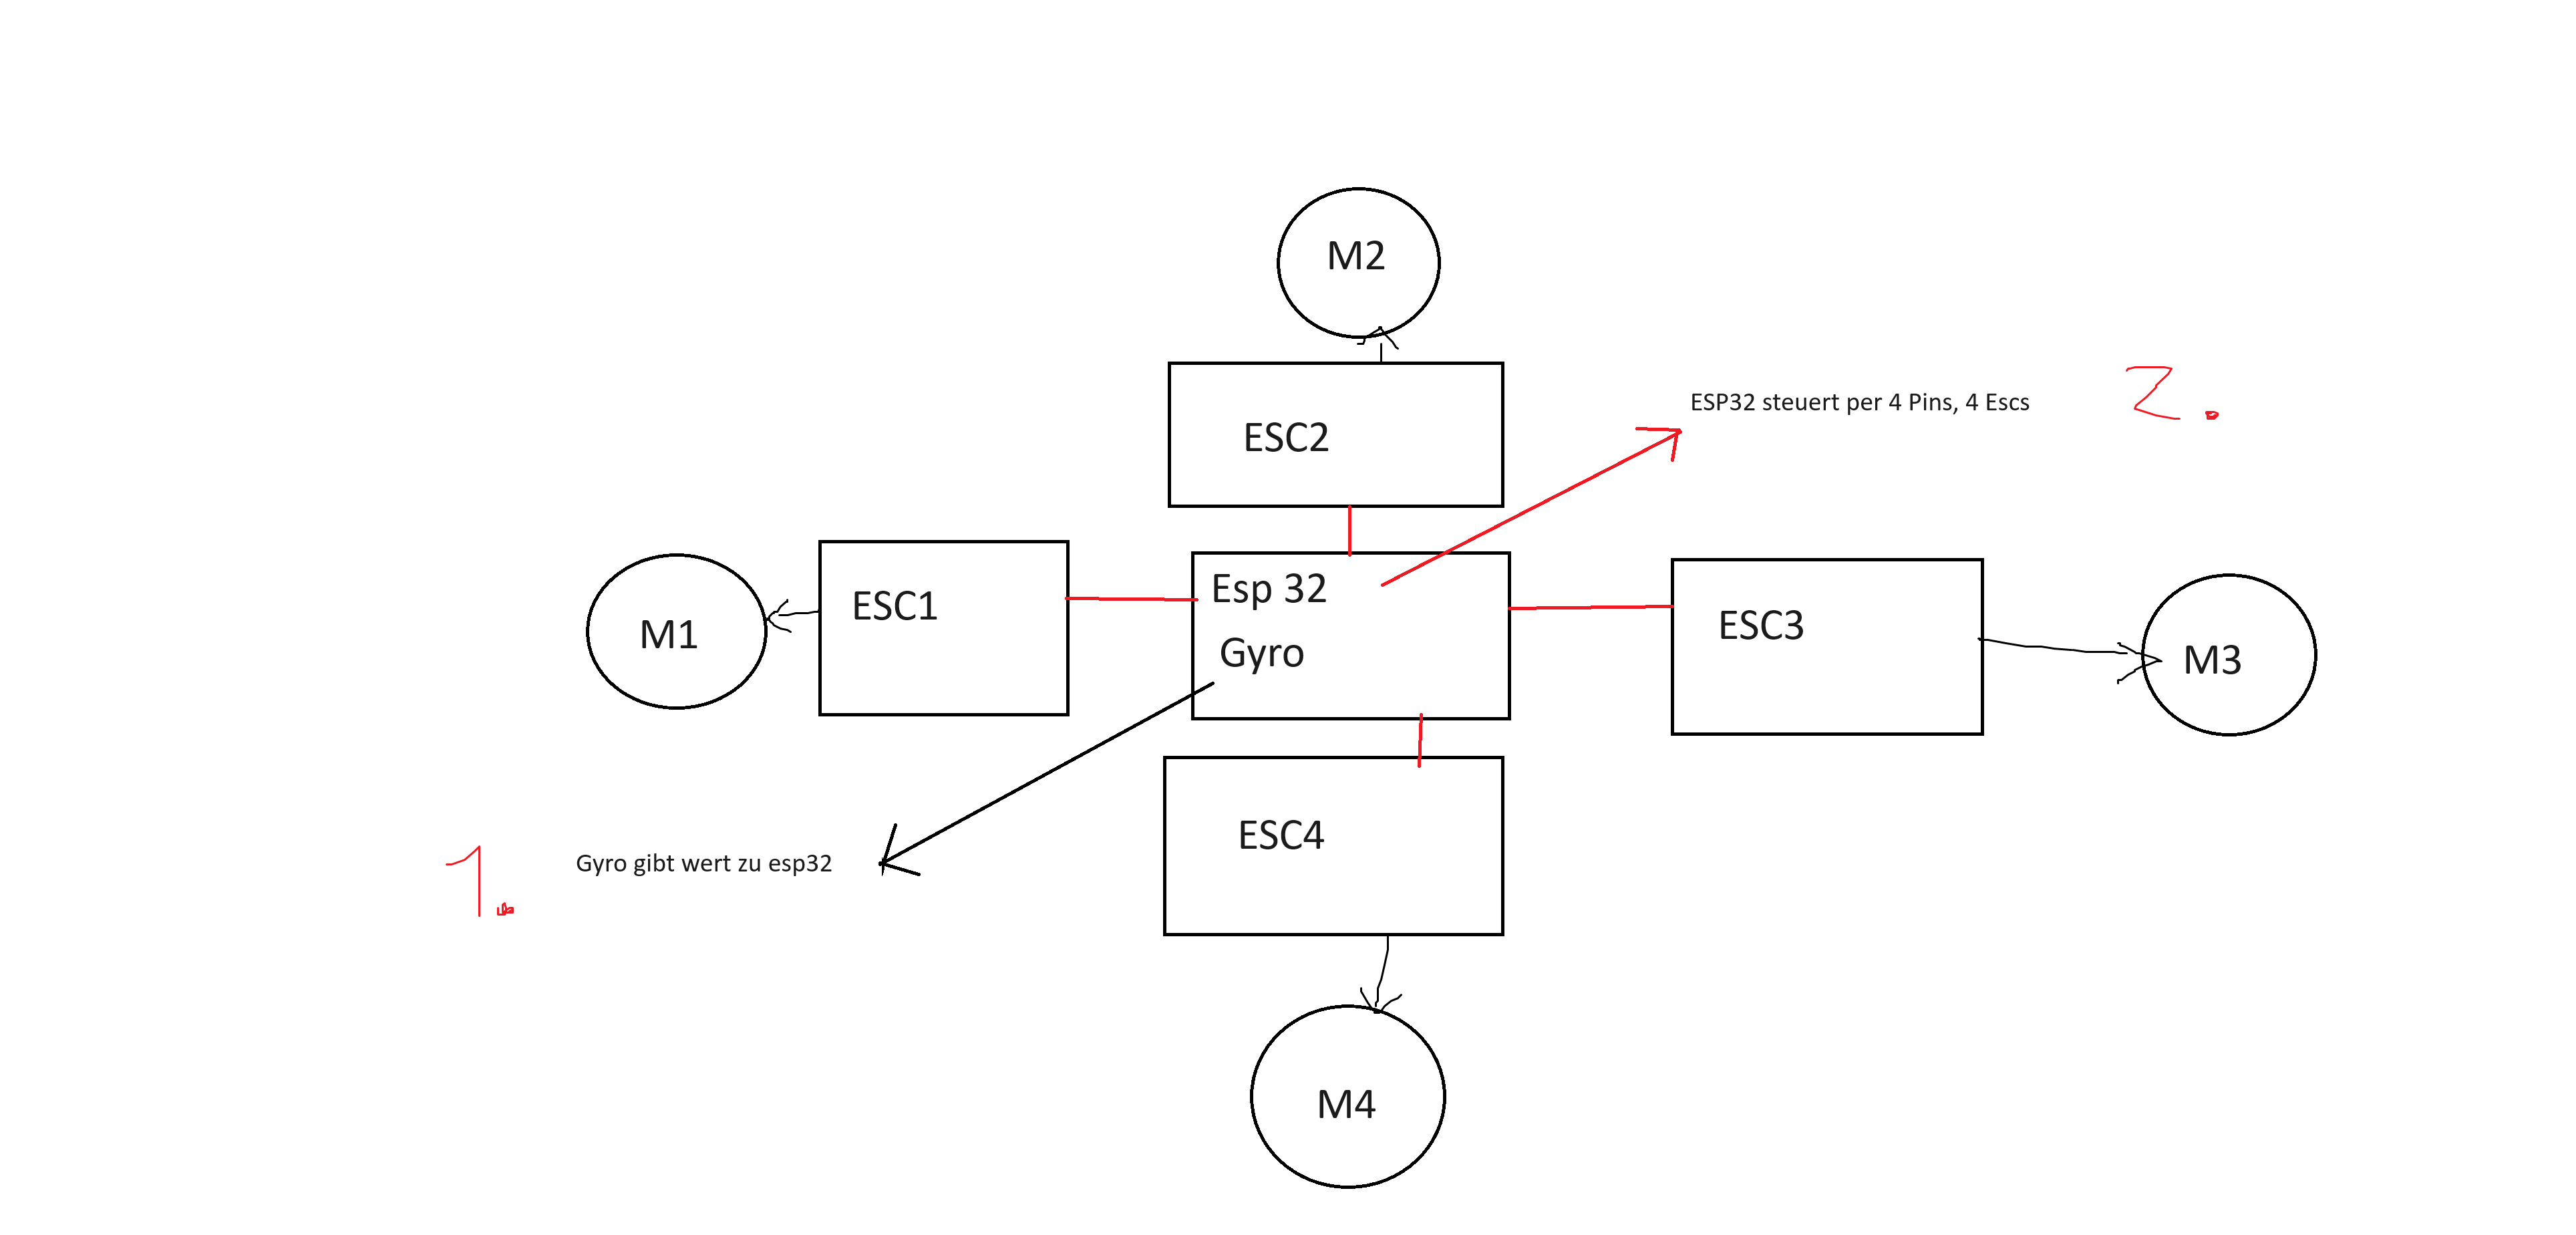 M2
ESP32 steuert per 4 Pins, 4 Escs
2.
ESC2
Esp 32
ESC1
ESC3
M1
Gyro
M3
ESC4
1.
Gyro gibt wert zu esp32
M4